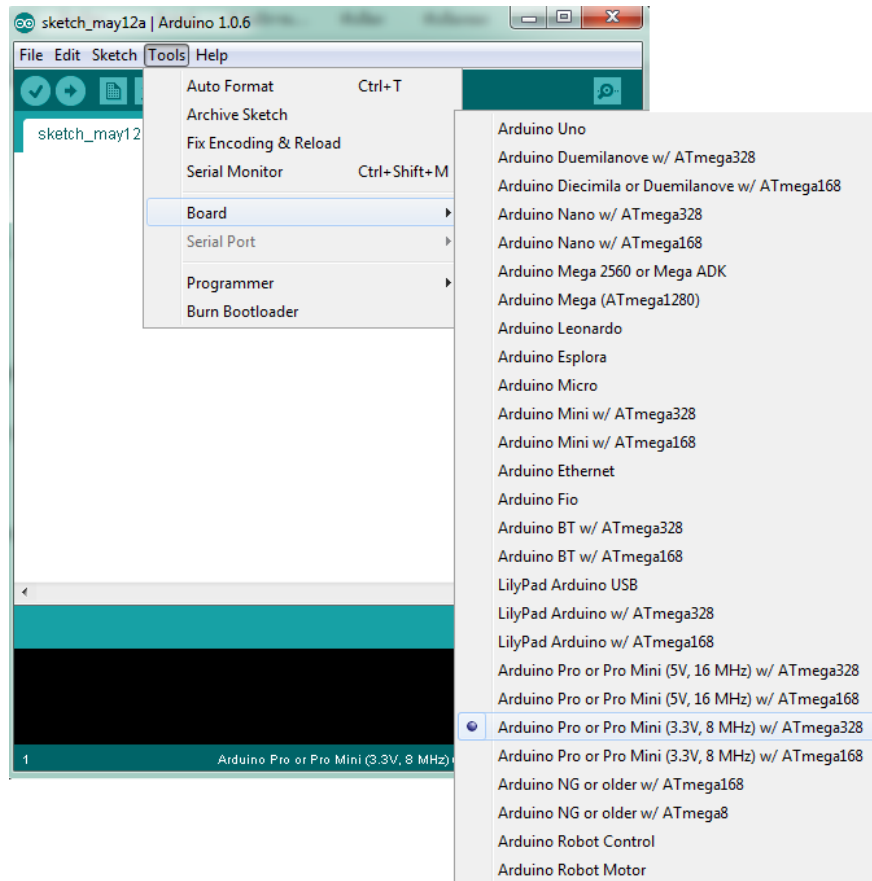 sketch_may12a | Arduino 1.0.6
File Edit Sketch Tools Help
Auto Format Ctrl+T
Archive Sketch
Fix Encoding & Reload
Serial Monitor Ctrl+Shift+M
Board
Serial Port
Programmer
Burn Bootloader
sketch_may12
Arduino Uno
Arduino Duemilanove w/ ATmega328
Arduino Diecimila or Duemilanove w/ ATmega168
Arduino Nano w/ ATmega328
Arduino Nano w/ ATmega168
Arduino Mega 2560 or Mega ADK
Arduino Mega (ATmega1280)
Arduino Leonardo
Arduino Esplora
Arduino Micro
Arduino Mini w/ ATmega328
Arduino Mini w/ ATmega168
Arduino Ethernet
Arduino Fio
Arduino BT w/ ATmega328
Arduino BT w/ ATmega168
LilyPad Arduino USB
LilyPad Arduino w/ ATmega328
LilyPad Arduino w/ ATmega168
Arduino Pro or Pro Mini (5V, 16 MHz) w/ ATmega328
Arduino Pro or Pro Mini (5V, 16 MHz) w/ ATmega168
Arduino Pro or Pro Mini (3.3V, 8 MHz) w/ ATmega328
Arduino Pro or Pro Mini (3.3V, 8 MHz) w/ ATmega168
Arduino NG or older w/ ATmega168
Arduino NG or older w/ ATmega8
Arduino Robot Control
Arduino Robot Motor
1 Arduino Pro or Pro Mini (3.3V, 8 MHz)